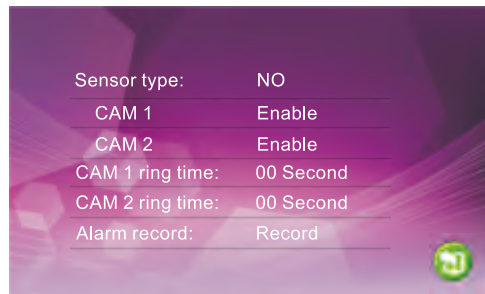 Sensor type: NO
CAM 1 Enable
CAM 2 Enable
CAM 1 ring time: 00 Second
CAM 2 ring time: 00 Second
Alarm record: Record